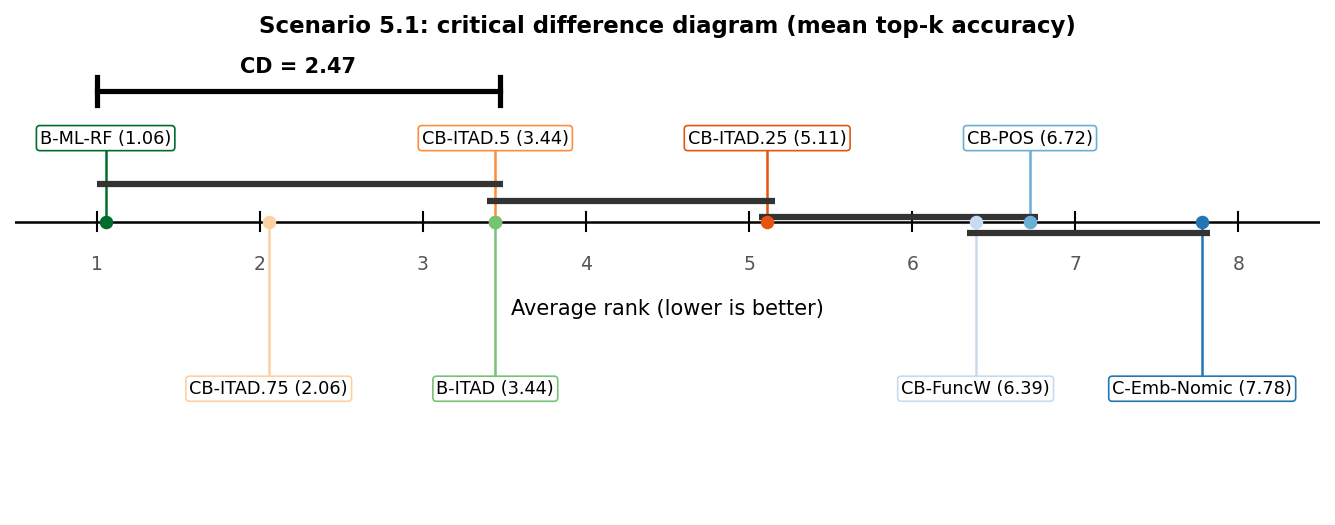 Scenario 5.1: critical difference diagram (mean top-k accuracy)
CD = 2.47
B-ML-RF (1.06)
CB-ITAD.5 (3.44)
CB-ITAD.25 (5.11)
CB-POS (6.72)
1 2 3 4 5 6 7 8
Average rank (lower is better)
CB-ITAD.75 (2.06)
B-ITAD (3.44)
CB-FuncW (6.39)
C-Emb-Nomic (7.78)